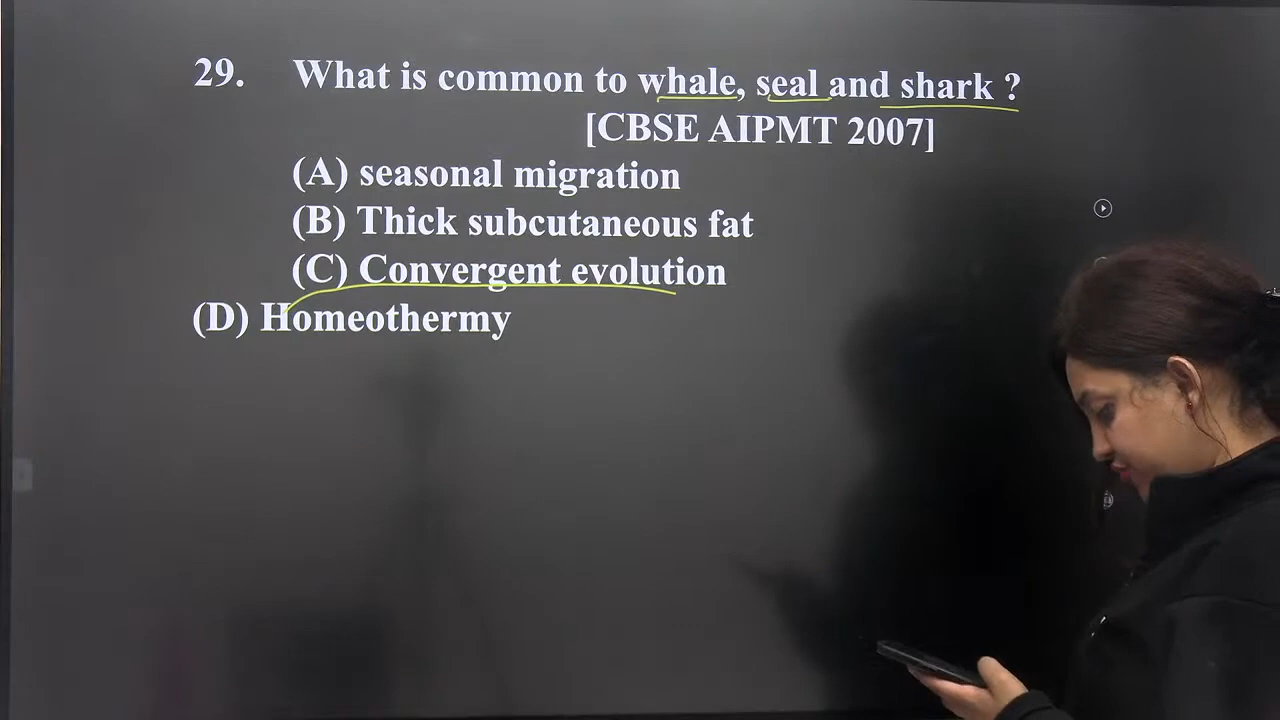 29. What is common to whale, seal and shark ?
[CBSE AIPMT 2007]
(A) seasonal migration
(B) Thick subcutaneous fat
(C) Convergent evolution
(D) Homeothermy